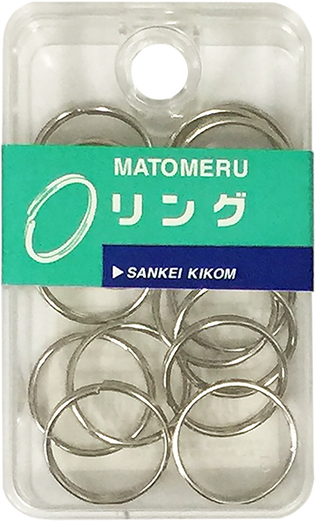 MATOMERU
リング
▶ SANKEI KIKOM